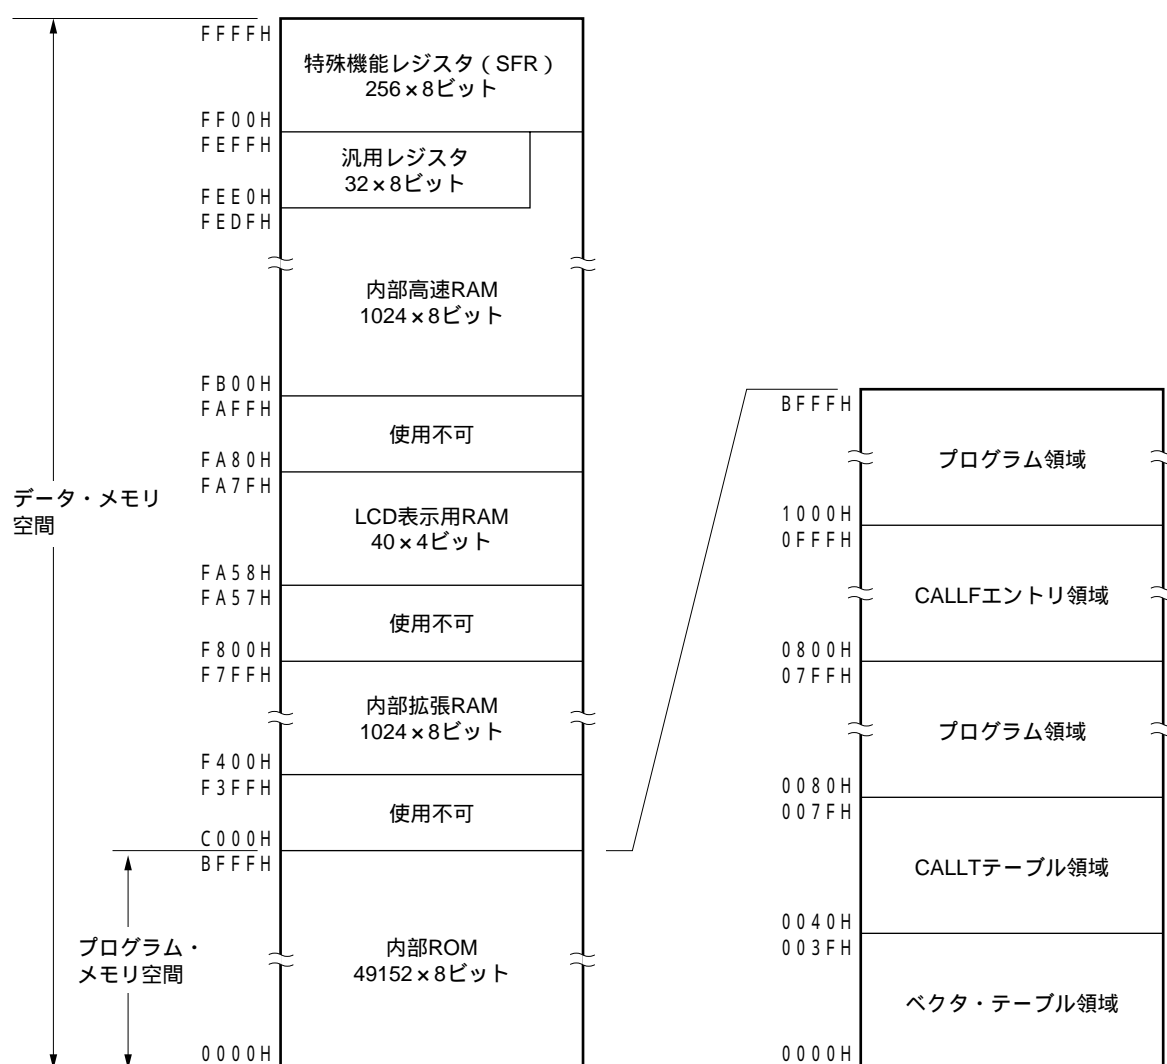 FFFFH
特殊機能レジスタ（SFR）
256×8ビット
FF00H
FEFFH
汎用レジスタ
32×8ビット
FEE0H
FEDFH
内部高速RAM
1024×8ビット
FB00H
FAFFH
使用不可
FA80H
FA7FH
データ・メモリ
空間
LCD表示用RAM
40×4ビット
FA58H
FA57H
使用不可
F800H
F7FFH
内部拡張RAM
1024×8ビット
F400H
F3FFH
使用不可
C000H
BFFFH
プログラム・
メモリ空間
内部ROM
49152×8ビット
0000H
BFFFH
プログラム領域
1000H
0FFFH
CALLFエントリ領域
0800H
07FFH
プログラム領域
0080H
007FH
CALLTテーブル領域
0040H
003FH
ベクタ・テーブル領域
0000H